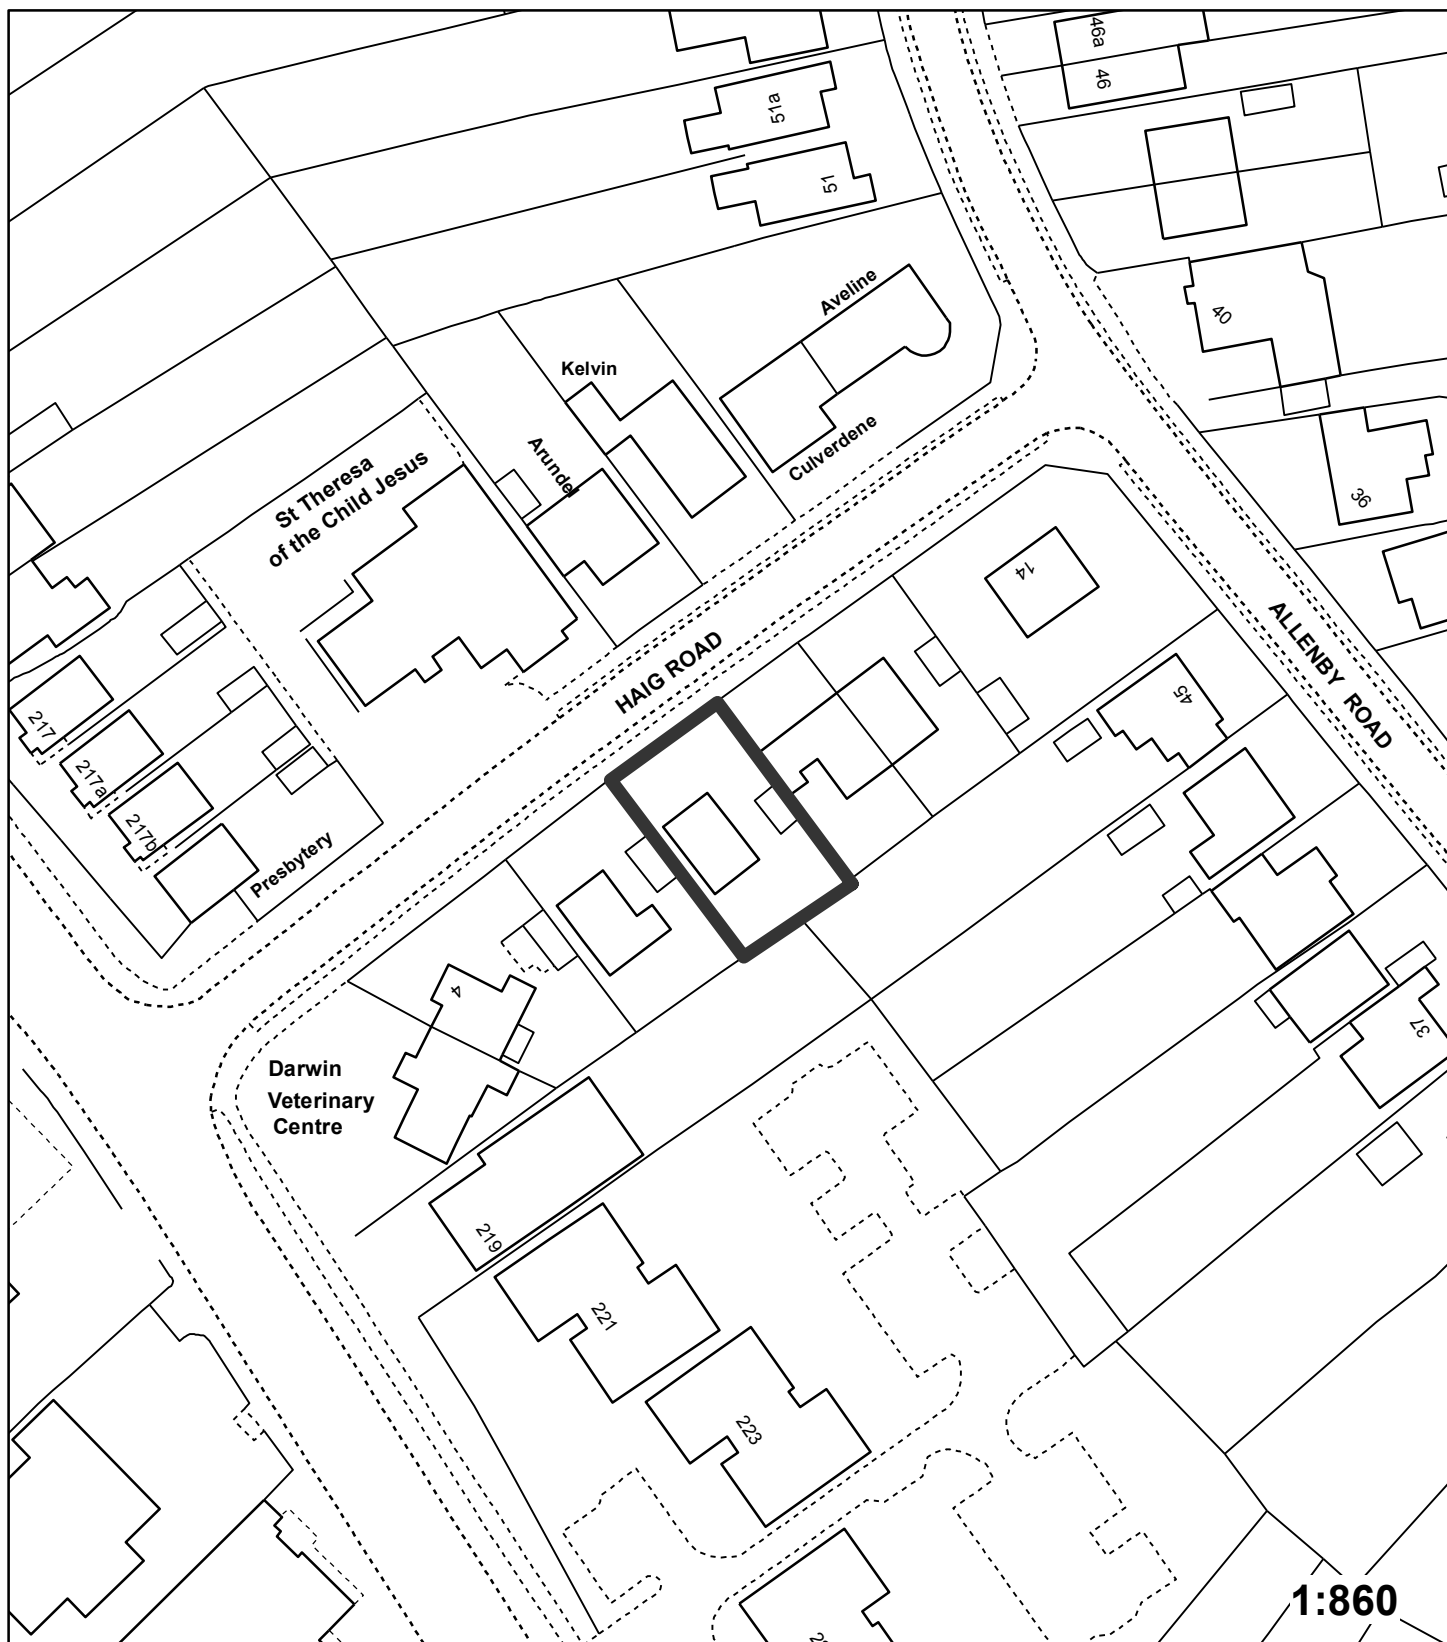 46a
46
51a
51
Aveline
40
Kelvin
Culverdene
Arundel
36
St Theresa
of the Child Jesus
14
ALLENBY ROAD
HAIG ROAD
45
217
217a
217b
Presbytery
4
37
Darwin
Veterinary
Centre
219
221
223
1:860